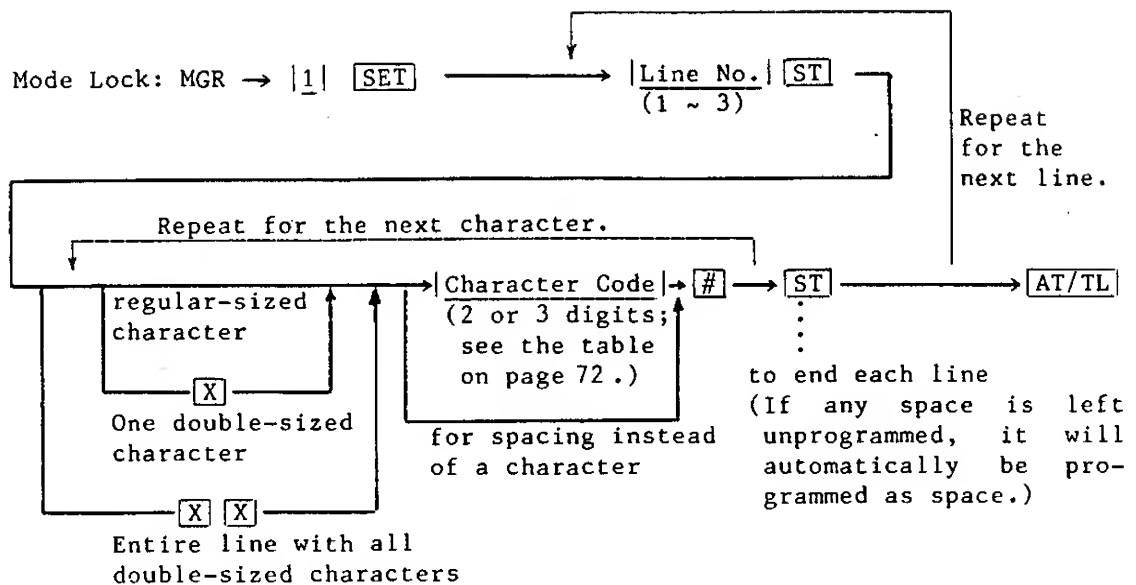 Mode Lock: MGR → |1| [SET] → |Line No.| [ST]
(1 ~ 3)
Repeat
for the
next line.
Repeat for the next character.
|Character Code| → [#] → [ST] → [AT/TL]
regular-sized
character
(2 or 3 digits;
see the table
on page 72.)
[X]
One double-sized
character
for spacing instead
of a character
to end each line
(If any space is left
unprogrammed, it will
automatically be pro-
grammed as space.)
[X] [X]
Entire line with all
double-sized characters